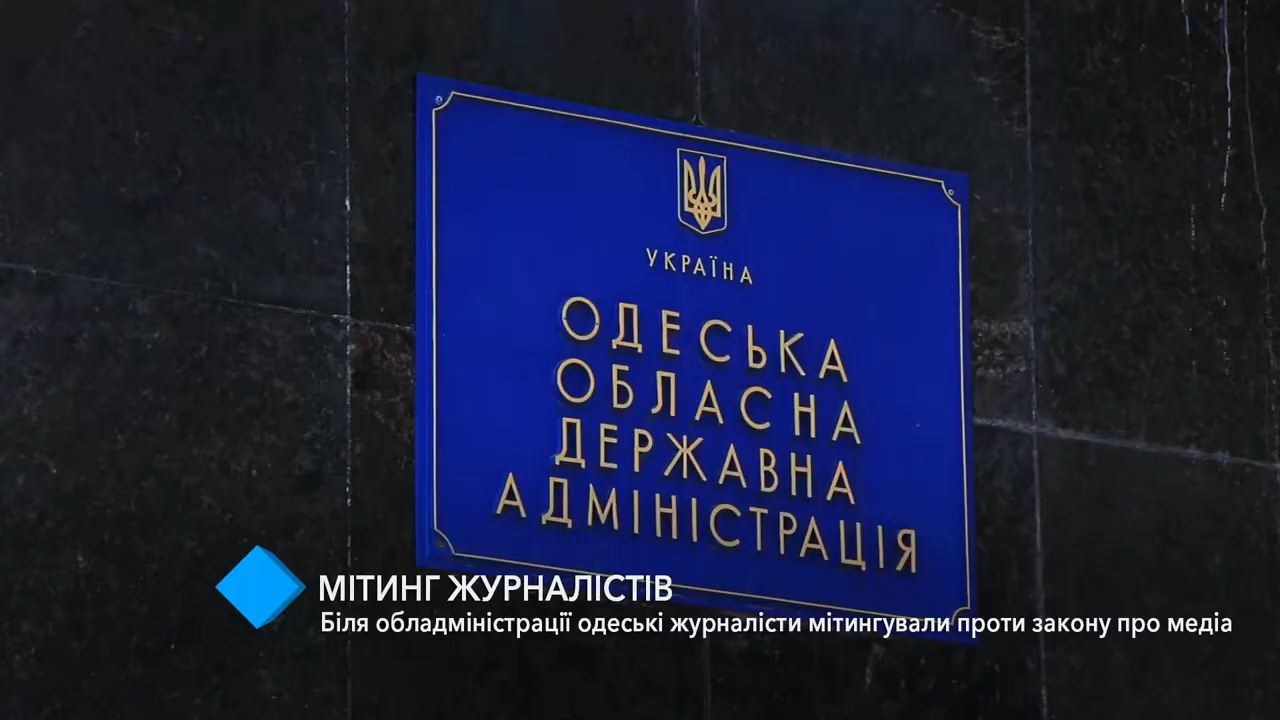 УКРАЇНА
ОДЕСЬКА
ОБЛАСНА
ДЕРЖАВНА
АДМІНІСТРАЦІЯ
МІТИНГ ЖУРНАЛІСТІВ
Біля обладміністрації одеські журналісти мітингували проти закону про медіа